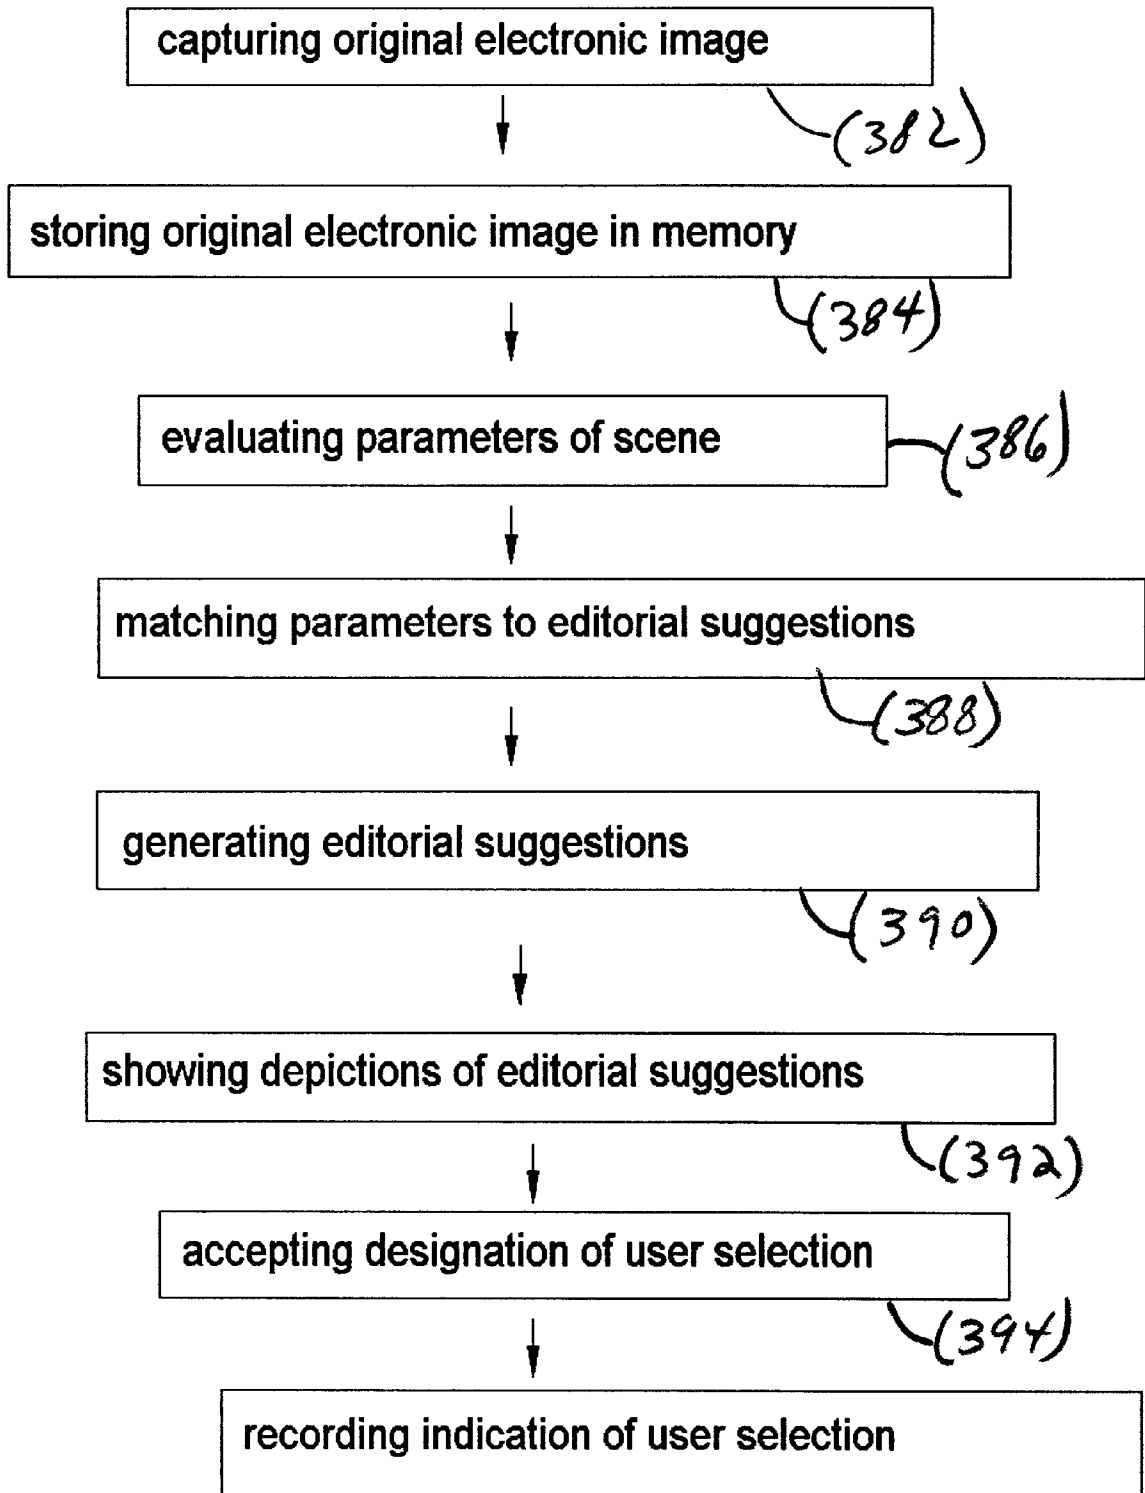 capturing original electronic image
(382)
storing original electronic image in memory
(384)
evaluating parameters of scene
(386)
matching parameters to editorial suggestions
(388)
generating editorial suggestions
(390)
showing depictions of editorial suggestions
(392)
accepting designation of user selection
(394)
recording indication of user selection